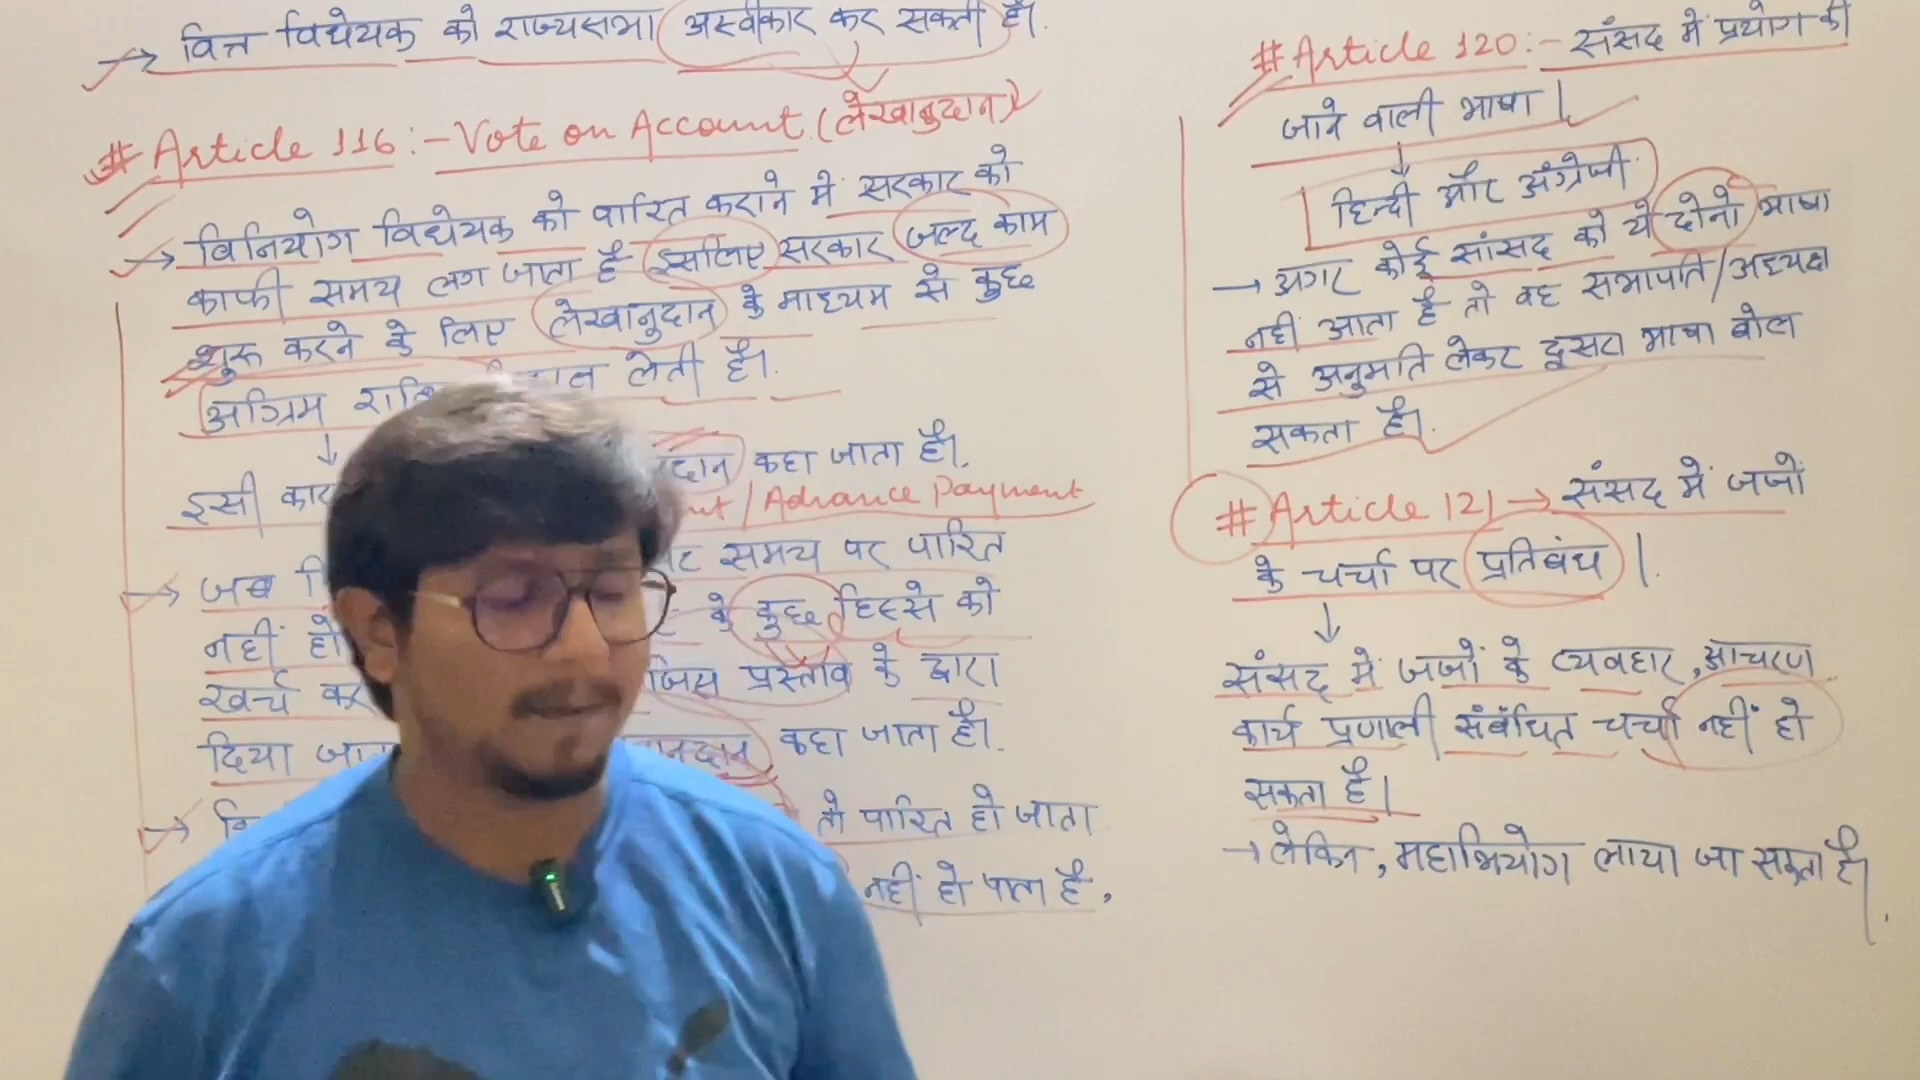 → वित्त विधेयक को राज्यसभा अस्वीकार कर सकती है।
# Article 116:- Vote on Account (लेखानुदान)
→ विनियोग विधेयक को पारित कराने में सरकार को
काफी समय लग जाता है इसलिए सरकार जल्द काम
शुरू करने के लिए लेखानुदान के माध्यम से कुछ
अग्रिम लेती है।
↓
इसी कहा जाता है।
/ Advance Payment
→ जब समय पर पारित
नहीं के कुछ हिस्से को
खर्च जिस प्रस्ताव के द्वारा
दिया कहा जाता है।
→ तो पारित हो जाता
नहीं हो पाता है,
# Article 120:- संसद में प्रयोग की
जाने वाली भाषा।
↓
हिन्दी और अंग्रेजी
→ अगर कोई सांसद को ये दोनो भाषा
नहीं आता है तो वह सभापति/अध्यक्ष
से अनुमति लेकर दूसरा भाषा बोल
सकता है।
# Article 121 → संसद में जजों
के चर्चा पर प्रतिबंध।
↓
संसद में जजों के व्यवहार, आचरण
कार्य प्रणाली संबंधित चर्चा नहीं हो
सकता है।
→ लेकिन, महाभियोग लाया जा सकता है।